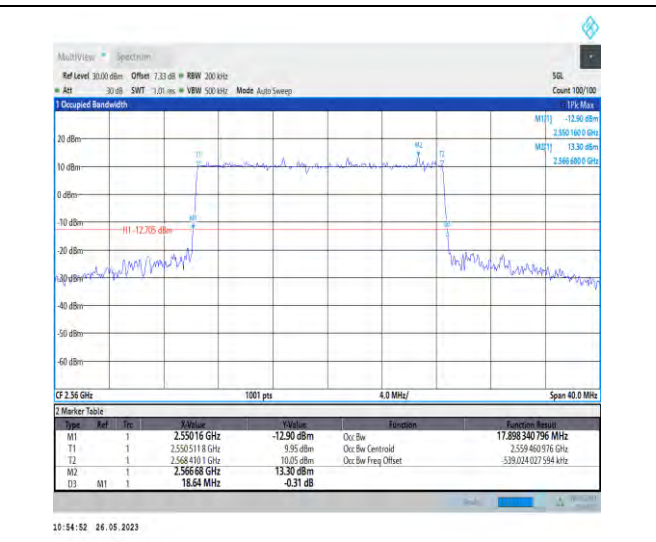 MultiView Spectrum
Ref Level 30.00 dBm Offset 7.33 dB RBW 200 kHz SGL
Att 30 dB SWT 1.01 ms VBW 500 kHz Mode Auto Sweep Count 100/100
1 Occupied Bandwidth 1Pk Max
M1[1] -12.90 dBm
2.550 160 0 GHz
M2[1] 13.30 dBm
2.566 680 0 GHz
20 dBm
M2
T1 T2
10 dBm
0 dBm
-10 dBm
M1
H1 -12.705 dBm
-20 dBm
-30 dBm
-40 dBm
-50 dBm
-60 dBm
CF 2.56 GHz 1001 pts 4.0 MHz/ Span 40.0 MHz
2 Marker Table
Type Ref Trc X-Value Y-Value Function Function Result
M1 1 2.55016 GHz -12.90 dBm Occ Bw 17.898 340 796 MHz
T1 1 2.550 511 8 GHz 9.95 dBm Occ Bw Centroid 2.559 460 976 GHz
T2 1 2.568 410 1 GHz 10.05 dBm Occ Bw Freq Offset -539.024 027 594 kHz
M2 1 2.566 68 GHz 13.30 dBm
D3 M1 1 18.64 MHz -0.31 dB
10:54:52 26.05.2023